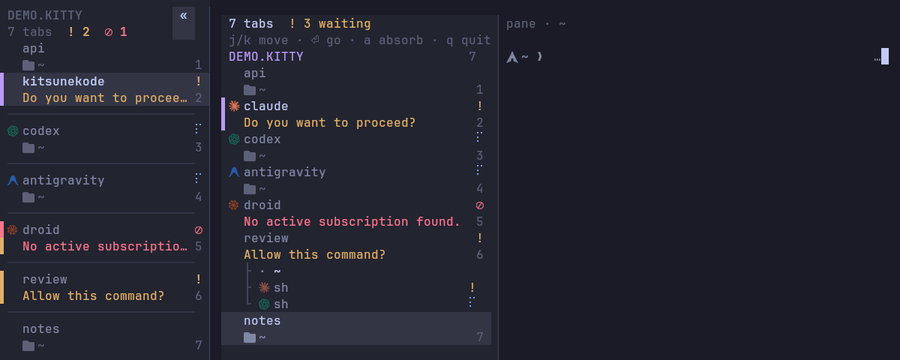 DEMO.KITTY «
7 tabs ! 2 ⊘ 1
api
~ 1
kitsunekode !
Do you want to procee… 2
codex
~ 3
antigravity
~ 4
droid ⊘
No active subscriptio… 5
review !
Allow this command? 6
notes
~ 7
7 tabs ! 3 waiting
j/k move · ⏎ go · a absorb · q quit
DEMO.KITTY 7
api
~ 1
claude !
Do you want to proceed? 2
codex
~ 3
antigravity
~ 4
droid ⊘
No active subscription found. 5
review !
Allow this command? 6
· ~
sh !
sh
notes
~ 7
pane · ~
~ ❯ …